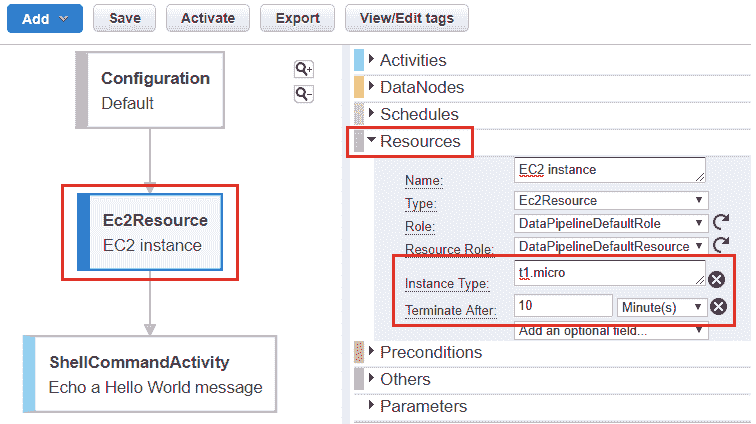 Add Save Activate Export View/Edit tags
Configuration
Default
Ec2Resource
EC2 instance
ShellCommandActivity
Echo a Hello World message
Activities
DataNodes
Schedules
Resources
Name: EC2 instance
Type: Ec2Resource
Role: DataPipelineDefaultRole
Resource Role: DataPipelineDefaultResource
Instance Type: t1.micro
Terminate After: 10 Minute(s)
Add an optional field...
Preconditions
Others
Parameters